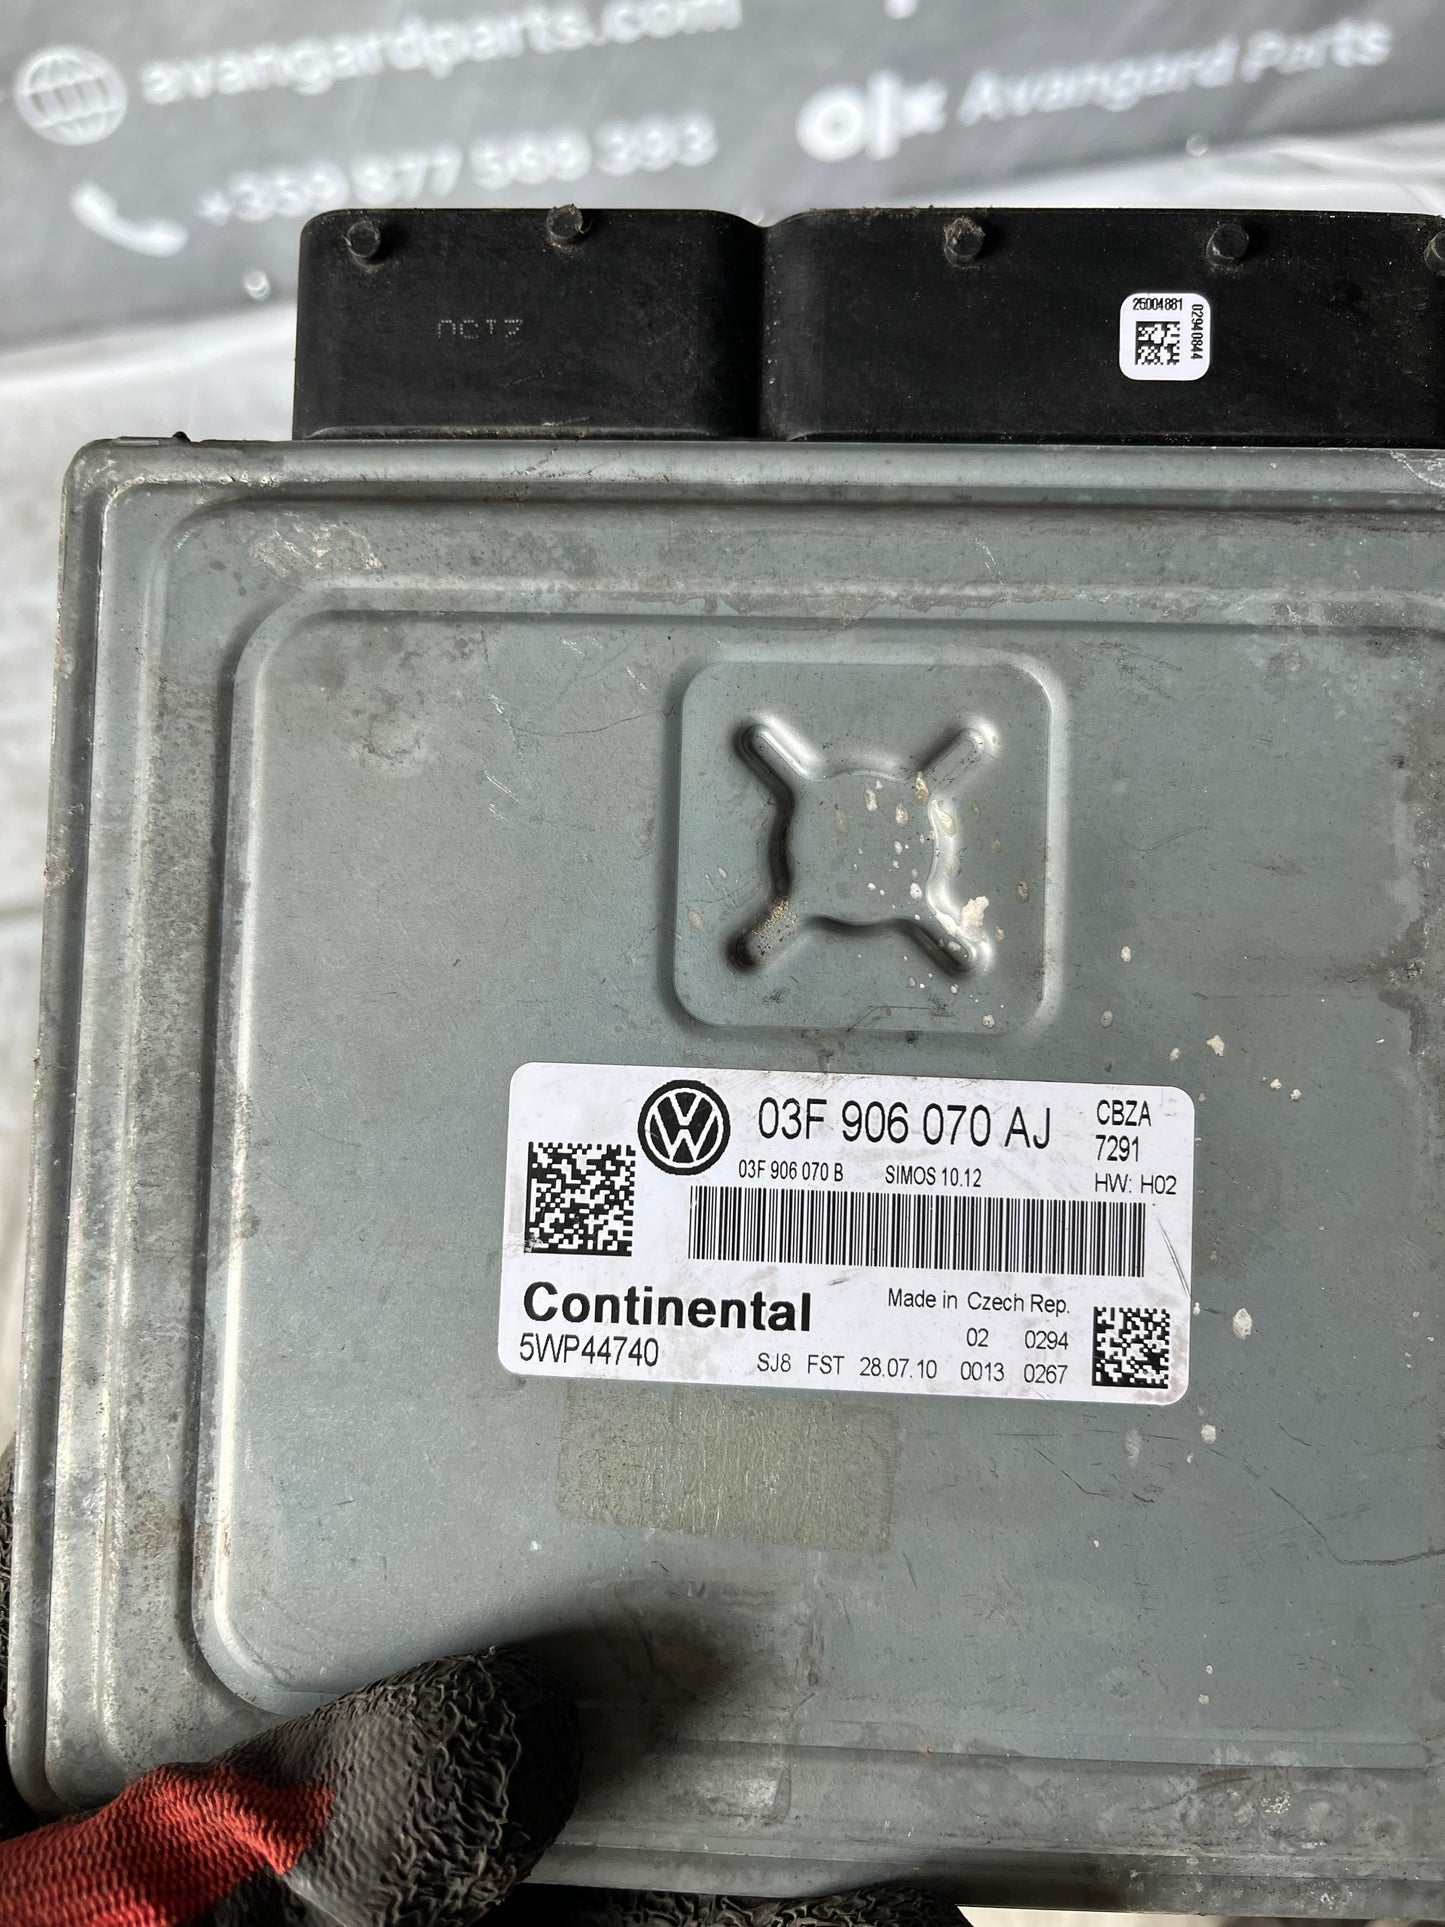 avangardparts.com
+359 877 569 393
olx Avangard Parts
25004881
02940844
03F 906 070 AJ
CBZA
7291
03F 906 070 B SIMOS 10.12
HW: H02
Continental
Made in Czech Rep.
02 0294
5WP44740
SJ8 FST 28.07.10 0013 0267